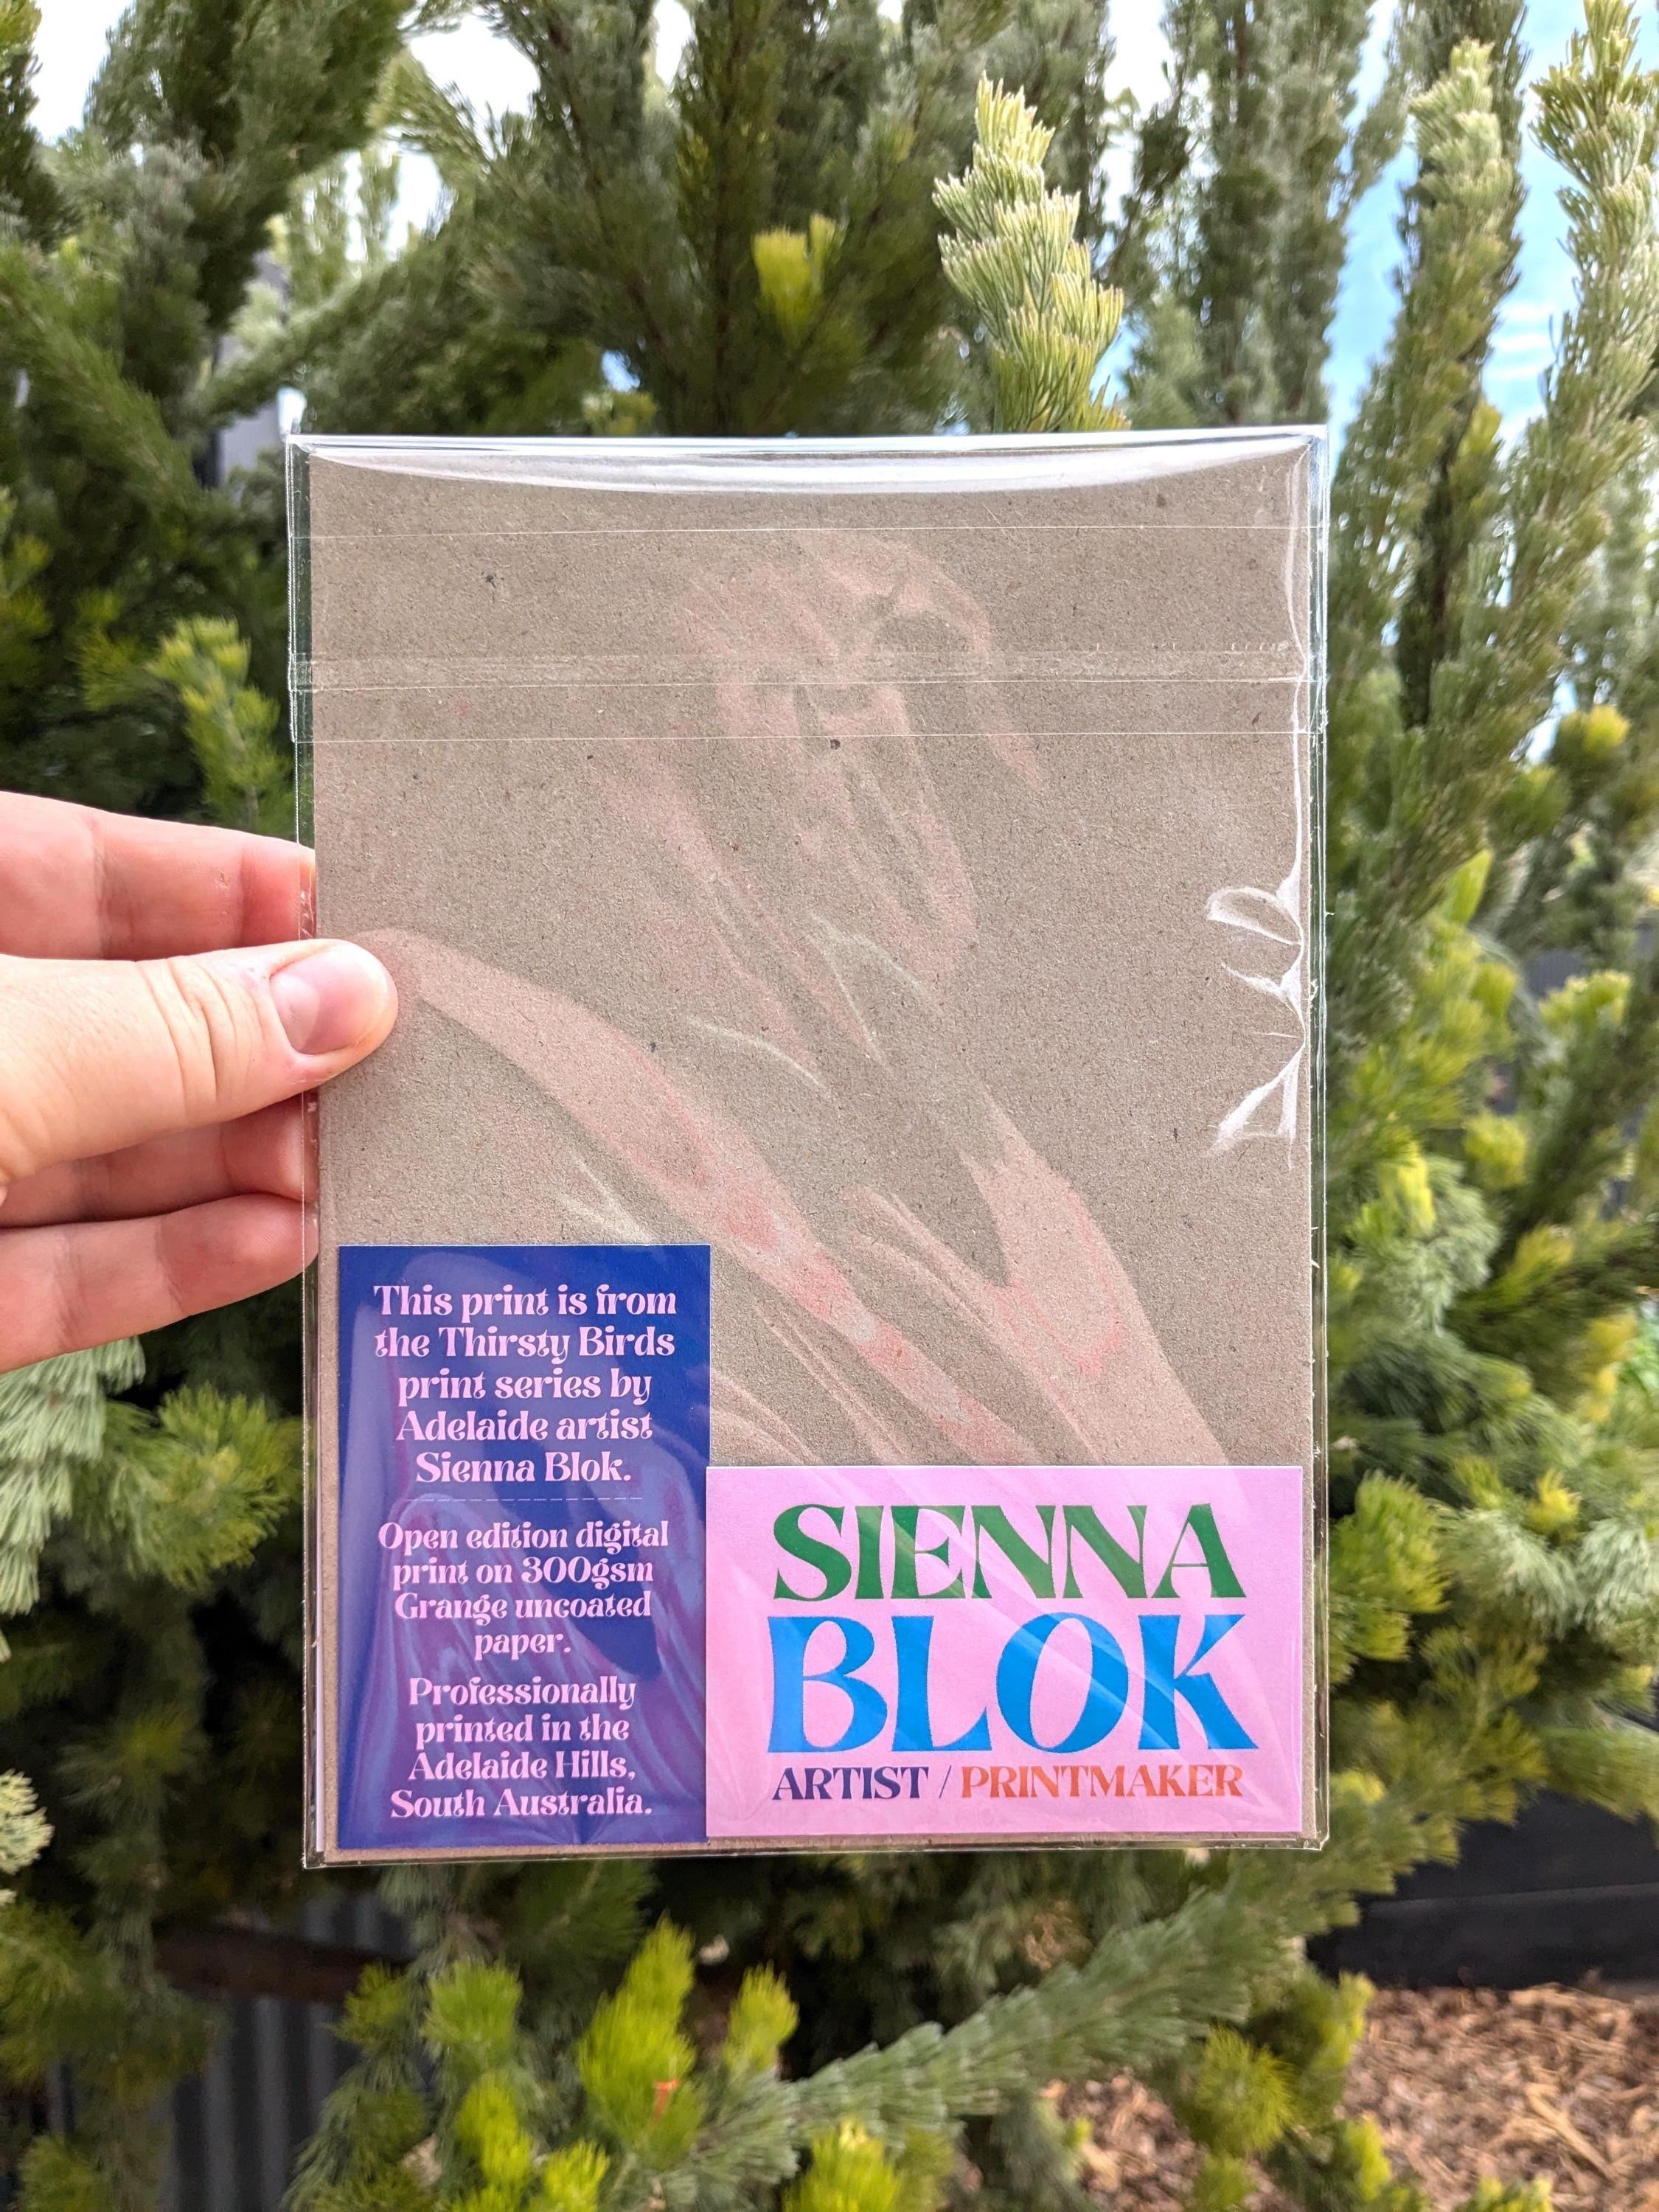 This print is from
the Thirsty Birds
print series by
Adelaide artist
Sienna Blok.
Open edition digital
print on 300gsm
Grange uncoated
paper.
Professionally
printed in the
Adelaide Hills,
South Australia.
SIENNA
BLOK
ARTIST / PRINTMAKER